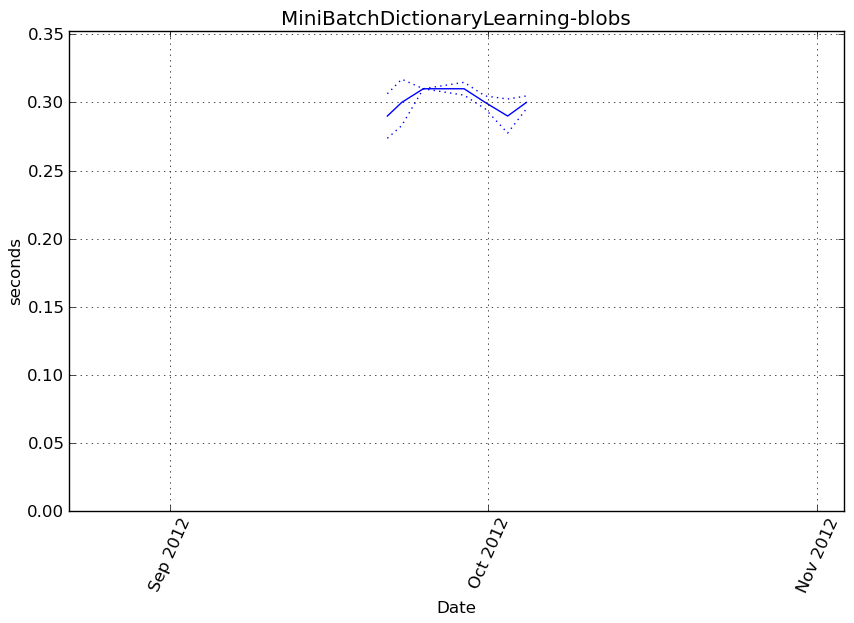 MiniBatchDictionaryLearning-blobs
0.35
0.30
0.25
0.20
0.15
0.10
0.05
0.00
seconds
Sep 2012
Oct 2012
Nov 2012
Date